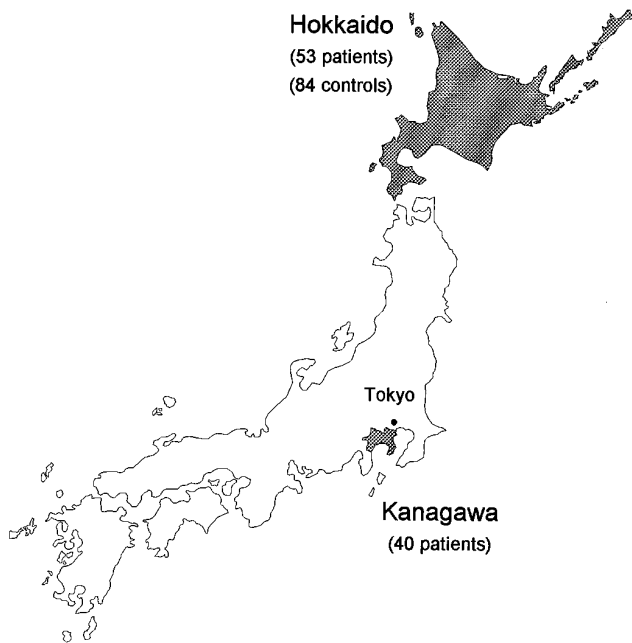 Hokkaido
(53 patients)
(84 controls)
Tokyo
Kanagawa
(40 patients)